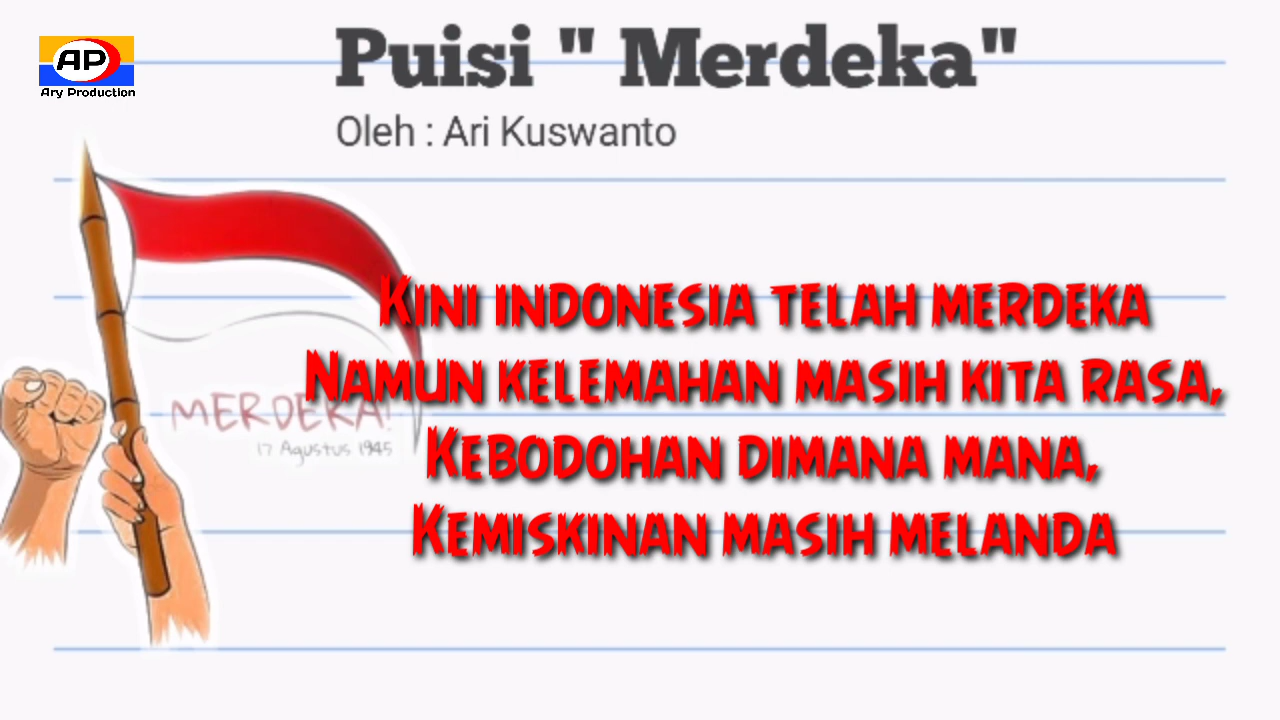 AP
Ary Production
Puisi " Merdeka"
Oleh : Ari Kuswanto
KINI INDONESIA TELAH MERDEKA
NAMUN KELEMAHAN MASIH KITA RASA,
KEBODOHAN DIMANA MANA,
KEMISKINAN MASIH MELANDA
MERDEKA!
17 Agustus 1945